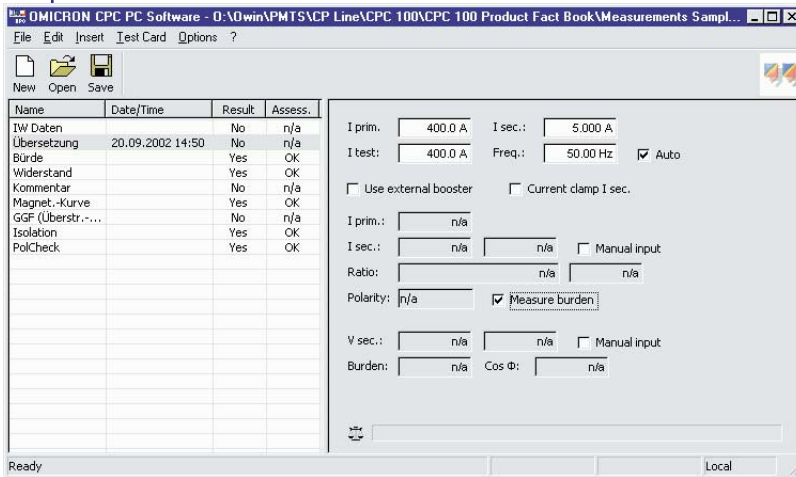 OMICRON CPC PC Software - O:\Owin\PMTS\CP Line\CPC 100\CPC 100 Product Fact Book\Measurements Sampl...
File Edit Insert Test Card Options ?
New Open Save
Name Date/Time Result Assess.
IW Daten No n/a
Übersetzung 20.09.2002 14:50 No n/a
Bürde Yes OK
Widerstand Yes OK
Kommentar No n/a
Magnet.-Kurve Yes OK
GGF (Überstr.-... No n/a
Isolation Yes OK
PolCheck Yes OK
I prim. 400.0 A I sec.: 5.000 A
I test: 400.0 A Freq.: 50.00 Hz Auto
Use external booster Current clamp I sec.
I prim.: n/a
I sec.: n/a n/a Manual input
Ratio: n/a n/a
Polarity: n/a Measure burden
V sec.: n/a n/a Manual input
Burden: n/a Cos Φ: n/a
Ready Local